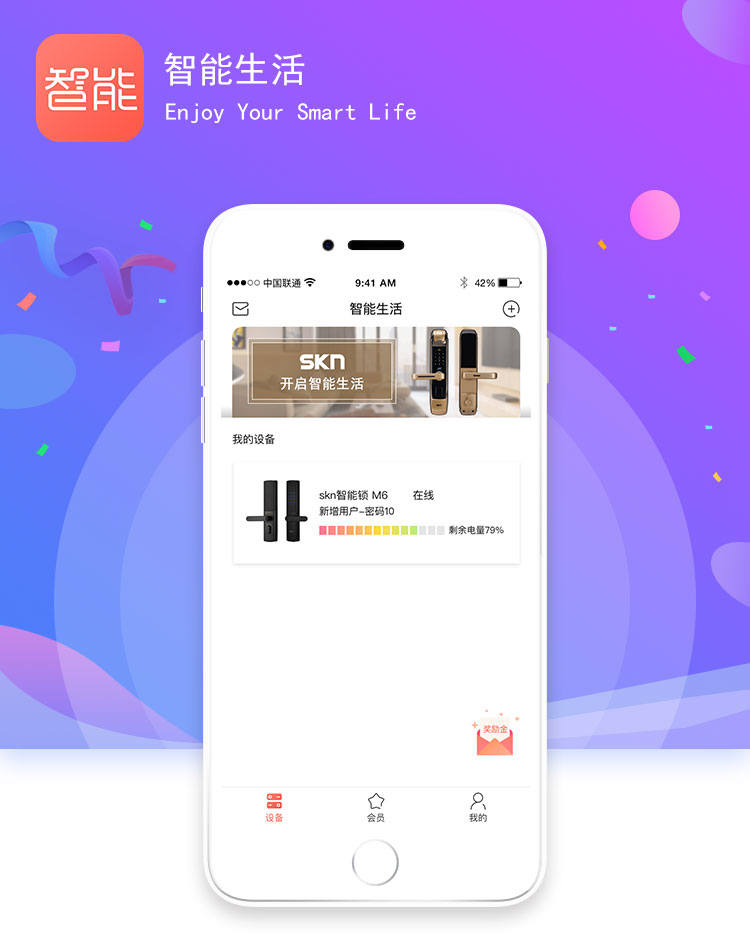 智能
智能生活
Enjoy Your Smart Life
中国联通
9:41 AM
42%
智能生活
SKN
开启智能生活
我的设备
skn智能锁 M6 在线
新增用户-密码10
剩余电量79%
奖励金
设备
会员
我的